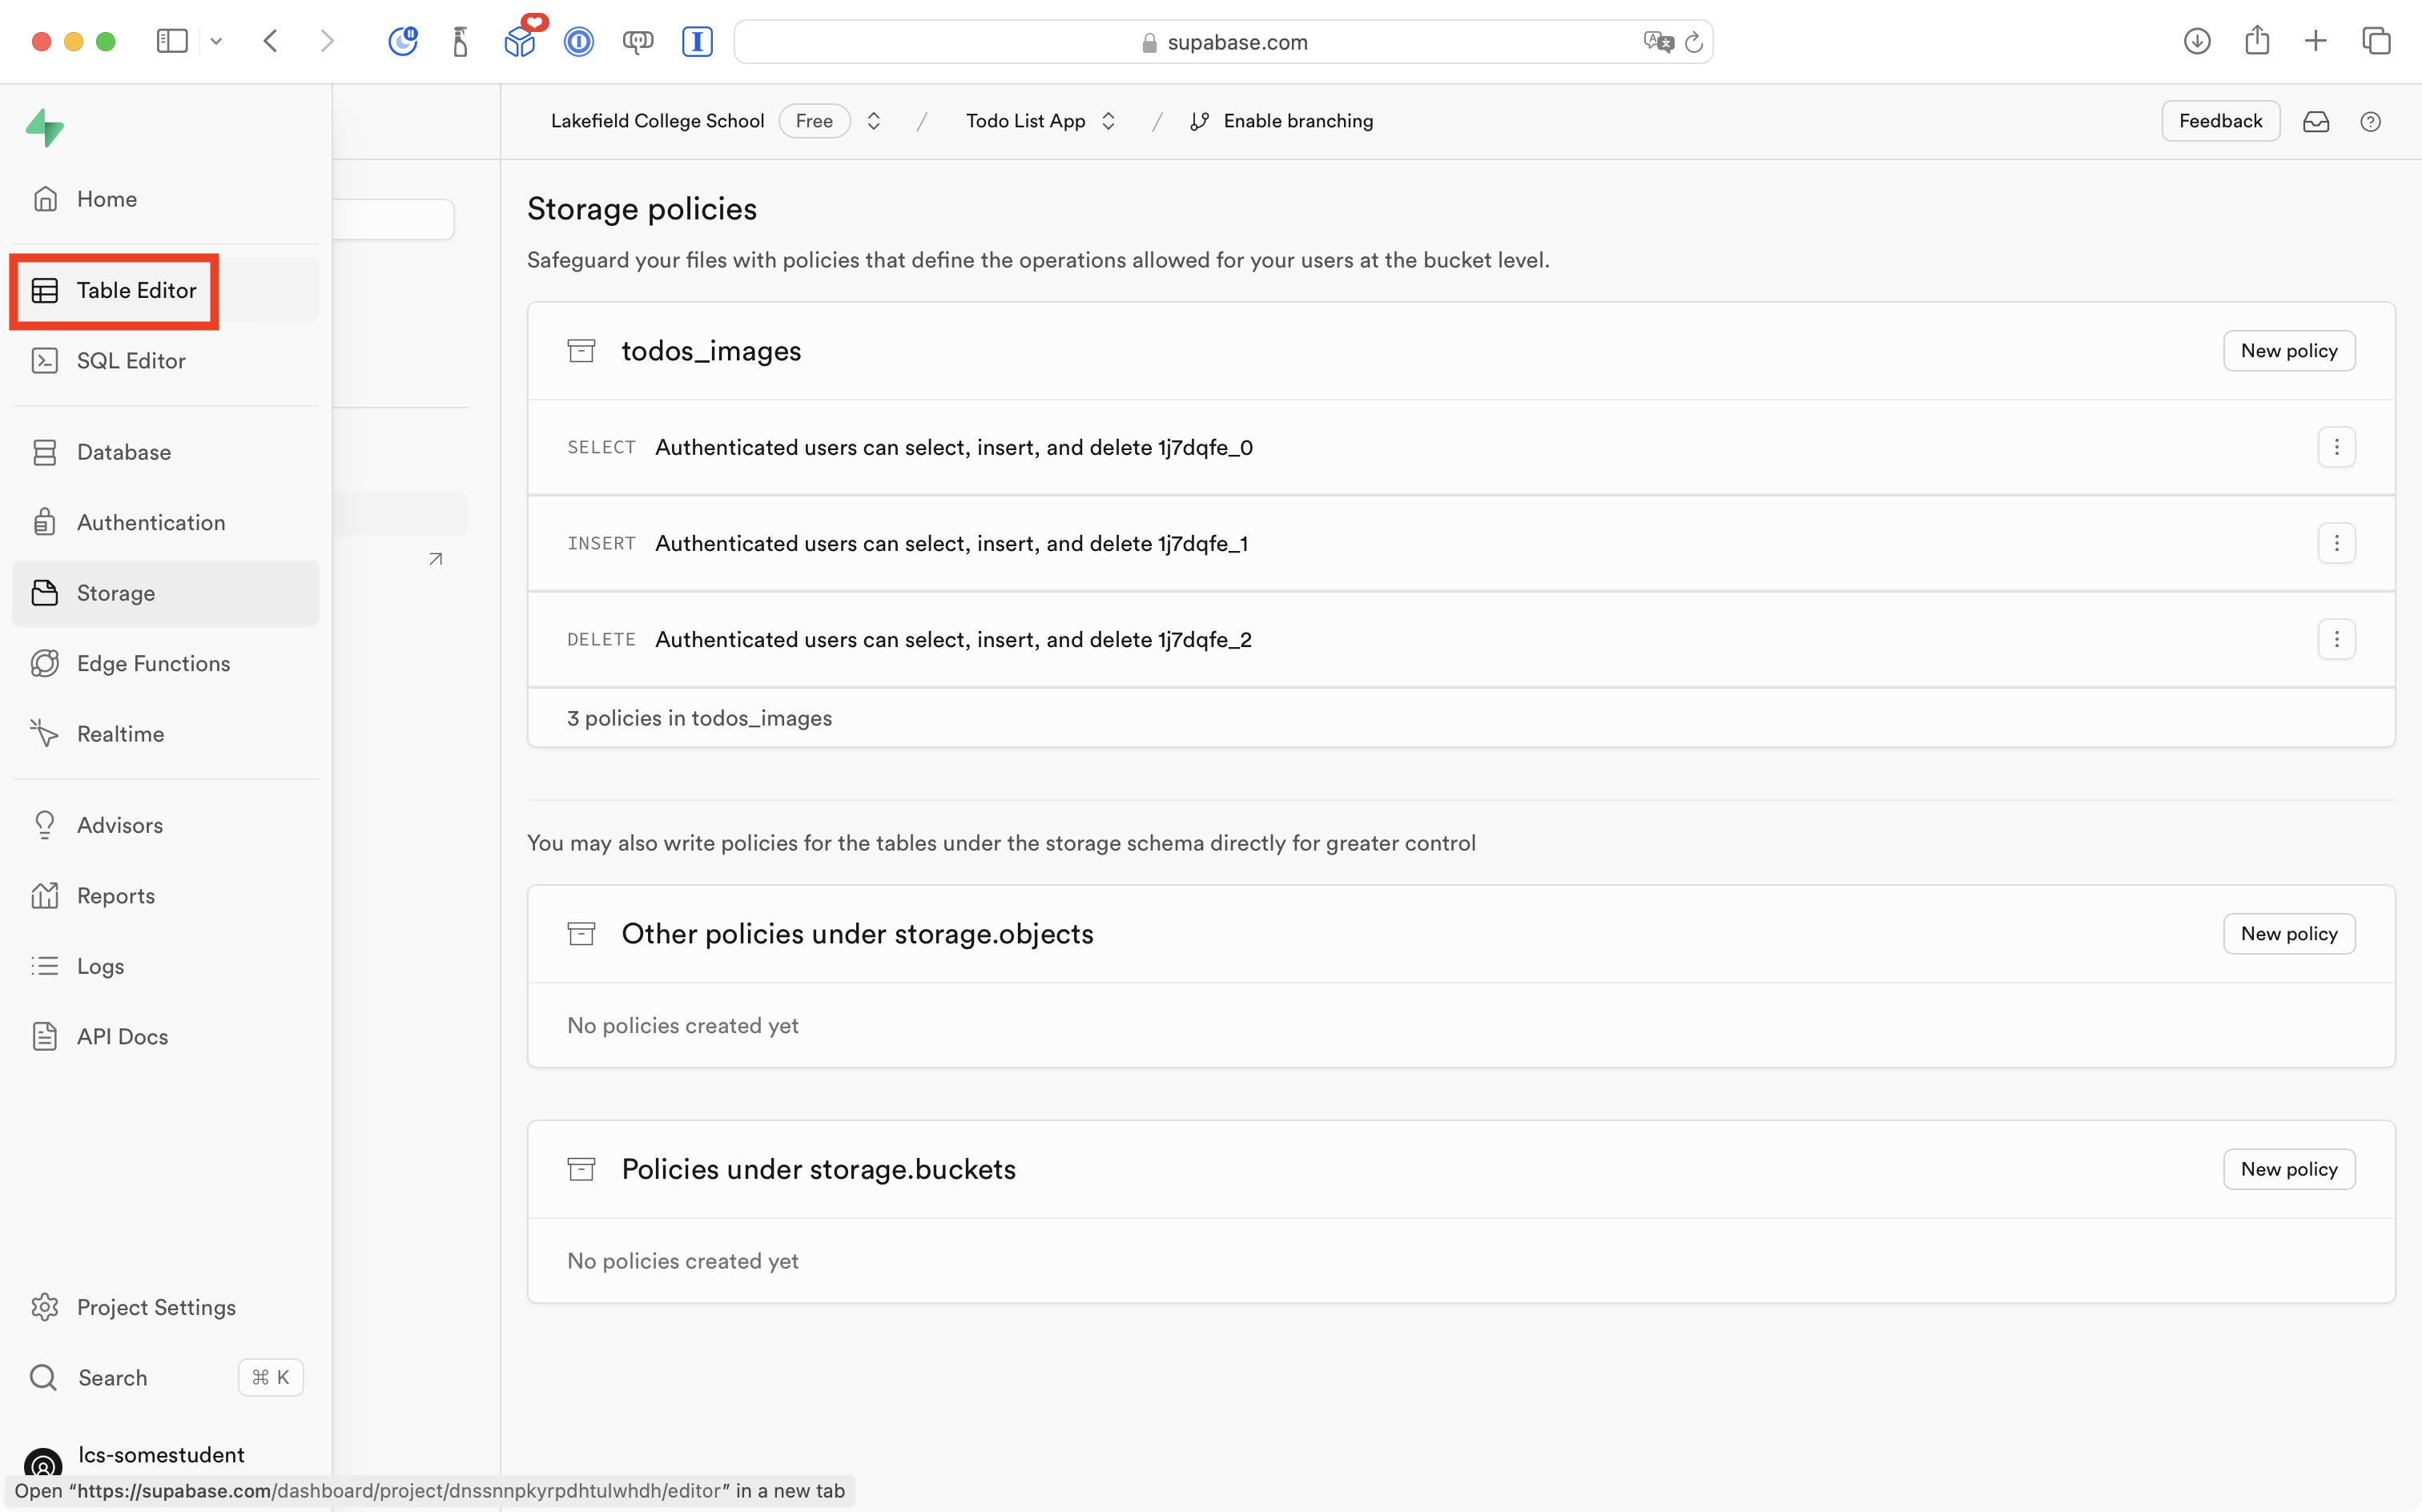 supabase.com
Lakefield College School Free / Todo List App / Enable branching
Feedback
Home
Table Editor
SQL Editor
Database
Authentication
Storage
Edge Functions
Realtime
Advisors
Reports
Logs
API Docs
Project Settings
Search ⌘ K
lcs-somestudent
Storage policies
Safeguard your files with policies that define the operations allowed for your users at the bucket level.
todos_images
New policy
SELECT Authenticated users can select, insert, and delete 1j7dqfe_0
INSERT Authenticated users can select, insert, and delete 1j7dqfe_1
DELETE Authenticated users can select, insert, and delete 1j7dqfe_2
3 policies in todos_images
You may also write policies for the tables under the storage schema directly for greater control
Other policies under storage.objects
New policy
No policies created yet
Policies under storage.buckets
New policy
No policies created yet
Open “https://supabase.com/dashboard/project/dnssnnpkyrpdhtulwhdh/editor” in a new tab